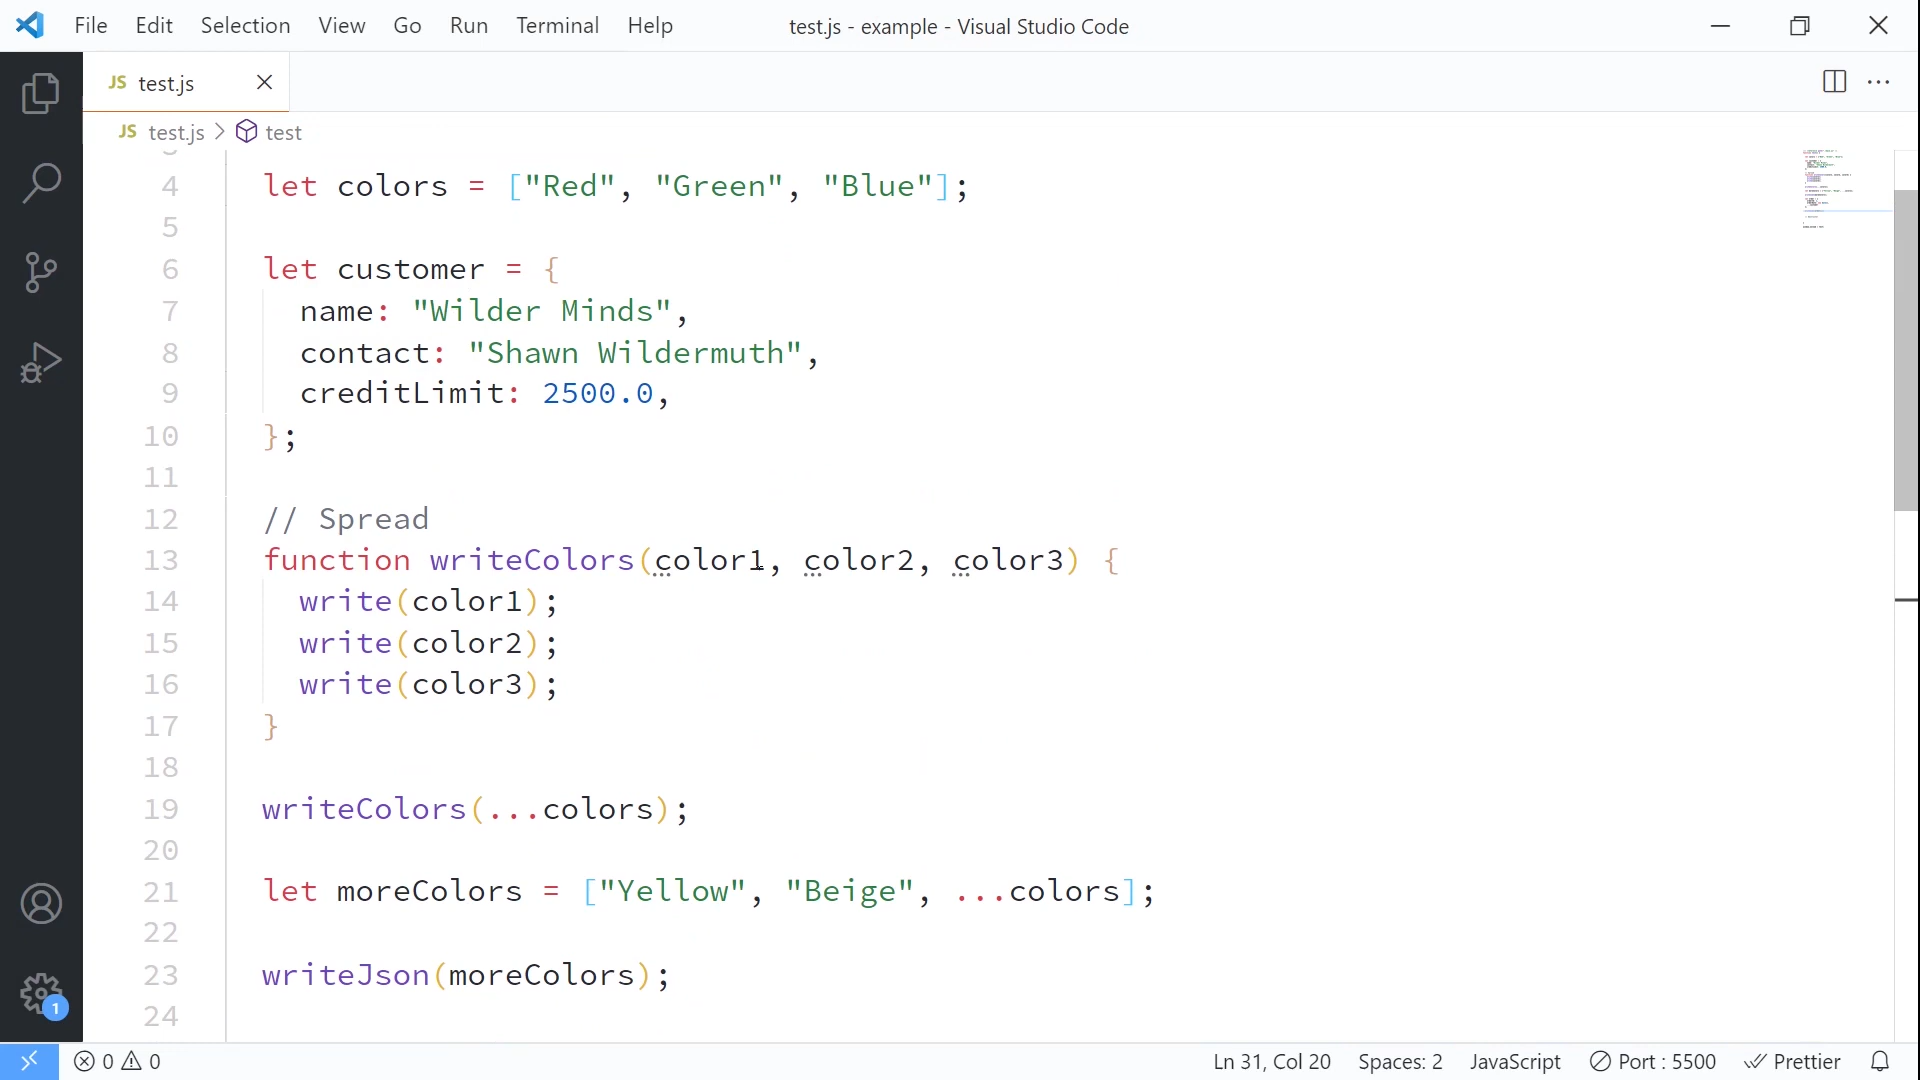 File Edit Selection View Go Run Terminal Help test.js - example - Visual Studio Code
JS test.js
JS test.js > test
4 let colors = ["Red", "Green", "Blue"];
5
6 let customer = {
7 name: "Wilder Minds",
8 contact: "Shawn Wildermuth",
9 creditLimit: 2500.0,
10 };
11
12 // Spread
13 function writeColors(color1, color2, color3) {
14 write(color1);
15 write(color2);
16 write(color3);
17 }
18
19 writeColors(...colors);
20
21 let moreColors = ["Yellow", "Beige", ...colors];
22
23 writeJson(moreColors);
24
1
0 0 Ln 31, Col 20 Spaces: 2 JavaScript Port : 5500 Prettier